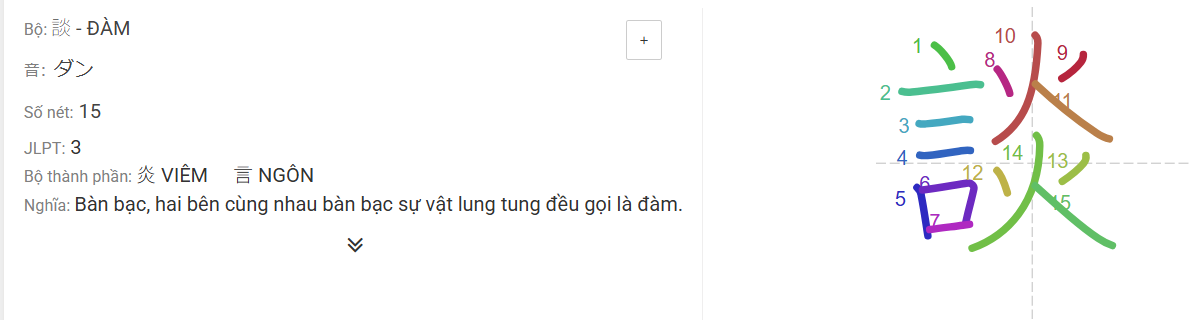 Bộ: 談 - ĐÀM
+
音: ダン
Số nét: 15
JLPT: 3
Bộ thành phần: 炎 VIÊM 言 NGÔN
Nghĩa: Bàn bạc, hai bên cùng nhau bàn bạc sự vật lung tung đều gọi là đàm.
談
1
2
3
4
5
6
7
8
9
10
11
12
13
14
15